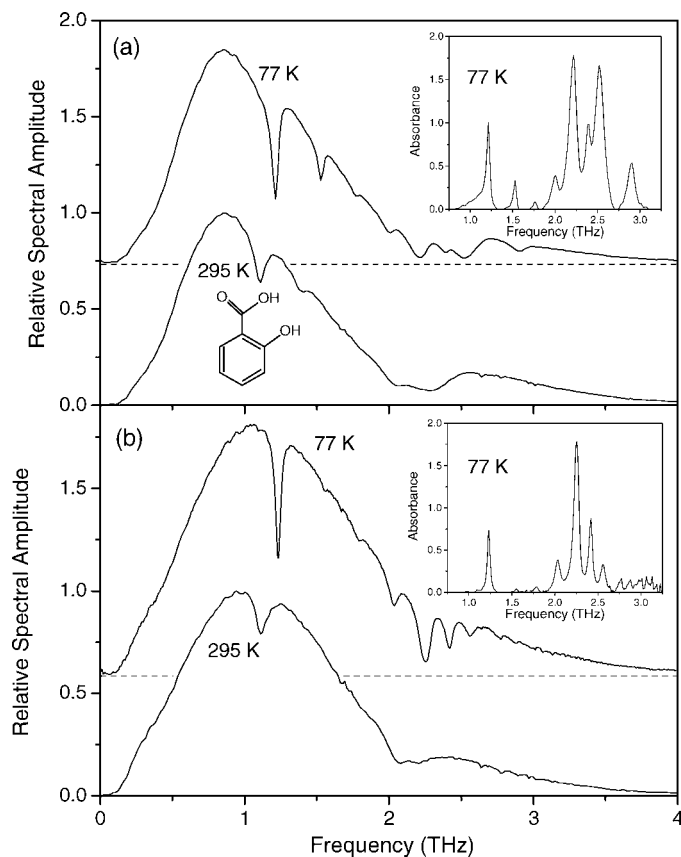 (a)
77 K
295 K
O
OH
OH
Relative Spectral Amplitude
2.0
1.5
1.0
0.5
0.0
77 K
Absorbance
2.0
1.5
1.0
0.5
0.0
1.0 1.5 2.0 2.5 3.0
Frequency (THz)
(b)
77 K
295 K
Relative Spectral Amplitude
1.5
1.0
0.5
0.0
77 K
Absorbance
2.0
1.5
1.0
0.5
0.0
1.0 1.5 2.0 2.5 3.0
Frequency (THz)
0 1 2 3 4
Frequency (THz)